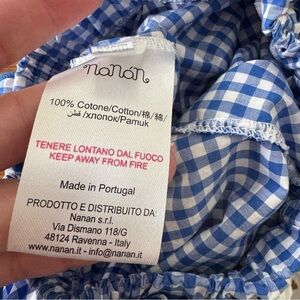 nanán
100% Cotone/Cotton/棉/綿/
قطن/хлопок/Pamuk
TENERE LONTANO DAL FUOCO
KEEP AWAY FROM FIRE
Made in Portugal
PRODOTTO E DISTRIBUITO DA:
Nanan s.r.l.
Via Dismano 118/G
48124 Ravenna - Italy
www.nanan.it - info@nanan.it